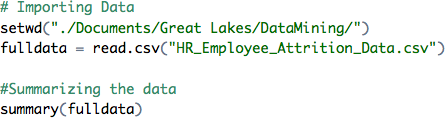 # Importing Data
setwd("./Documents/Great Lakes/DataMining/")
fulldata = read.csv("HR_Employee_Attrition_Data.csv")
#Summarizing the data
summary(fulldata)